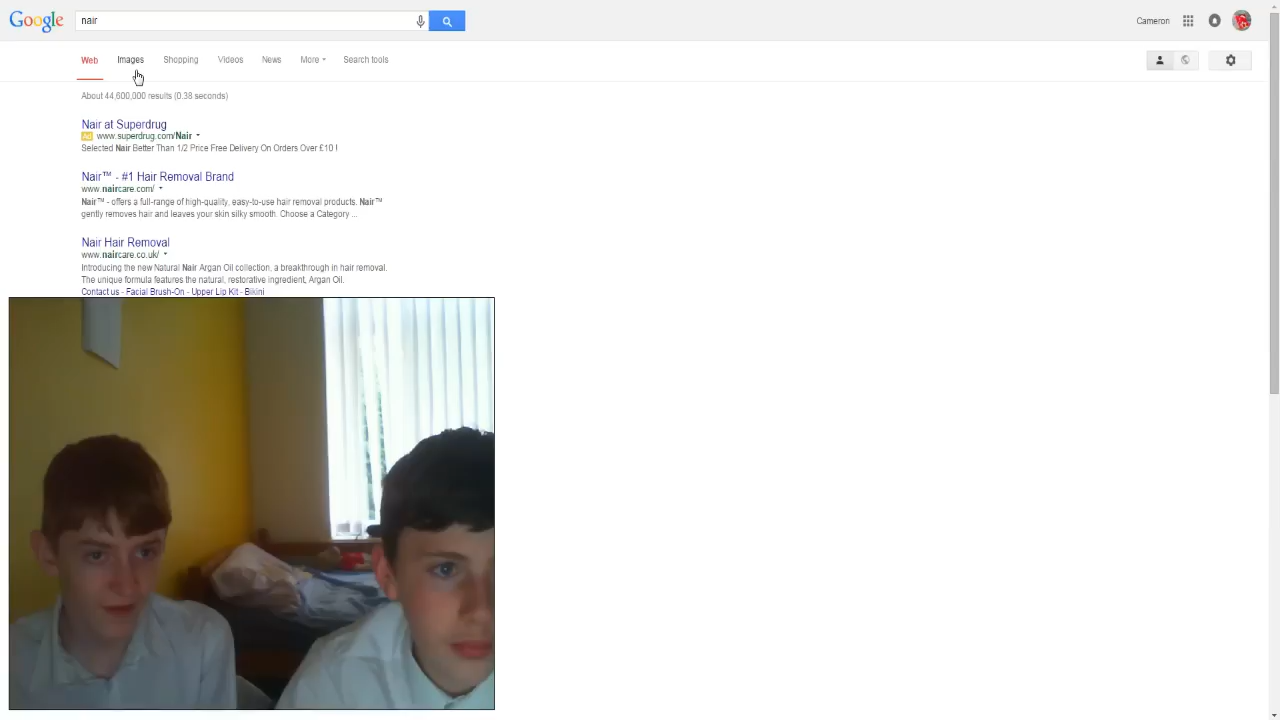 Google nair Cameron
Web Images Shopping Videos News More Search tools
About 44,600,000 results (0.38 seconds)
Nair at Superdrug
Ad www.superdrug.com/Nair
Selected Nair Better Than 1/2 Price Free Delivery On Orders Over £10 !
Nair™ - #1 Hair Removal Brand
www.naircare.com/
Nair™ - offers a full-range of high-quality, easy-to-use hair removal products. Nair™
gently removes hair and leaves your skin silky smooth. Choose a Category ...
Nair Hair Removal
www.naircare.co.uk/
Introducing the new Natural Nair Argan Oil collection, a breakthrough in hair removal.
The unique formula features the natural, restorative ingredient, Argan Oil.
Contact us - Facial Brush-On - Upper Lip Kit - Bikini